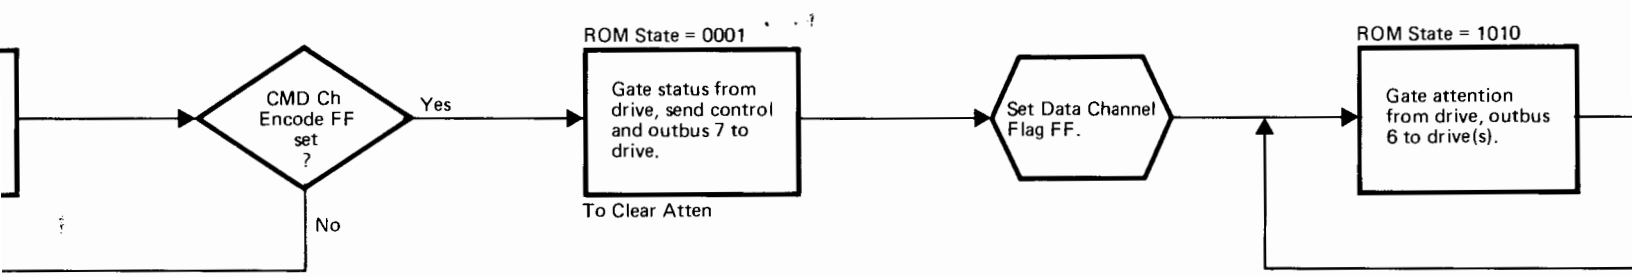 CMD Ch
Encode FF
set
?
Yes
No
ROM State = 0001
Gate status from
drive, send control
and outbus 7 to
drive.
To Clear Atten
Set Data Channel
Flag FF.
ROM State = 1010
Gate attention
from drive, outbus
6 to drive(s).